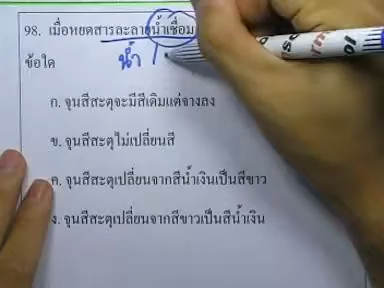 98. เมื่อหยดสารละลายน้ำเชื่อม
น้ำ
ข้อใด
ก. จุนสีสะตุจะมีสีเดิมแต่จางลง
ข. จุนสีสะตุไม่เปลี่ยนสี
ค. จุนสีสะตุเปลี่ยนจากสีน้ำเงินเป็นสีขาว
ง. จุนสีสะตุเปลี่ยนจากสีขาวเป็นสีน้ำเงิน